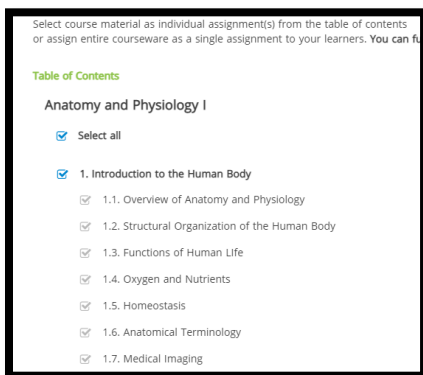 Select course material as individual assignment(s) from the table of contents
or assign entire courseware as a single assignment to your learners. You can fu
Table of Contents
Anatomy and Physiology I
Select all
1. Introduction to the Human Body
1.1. Overview of Anatomy and Physiology
1.2. Structural Organization of the Human Body
1.3. Functions of Human LIfe
1.4. Oxygen and Nutrients
1.5. Homeostasis
1.6. Anatomical Terminology
1.7. Medical Imaging